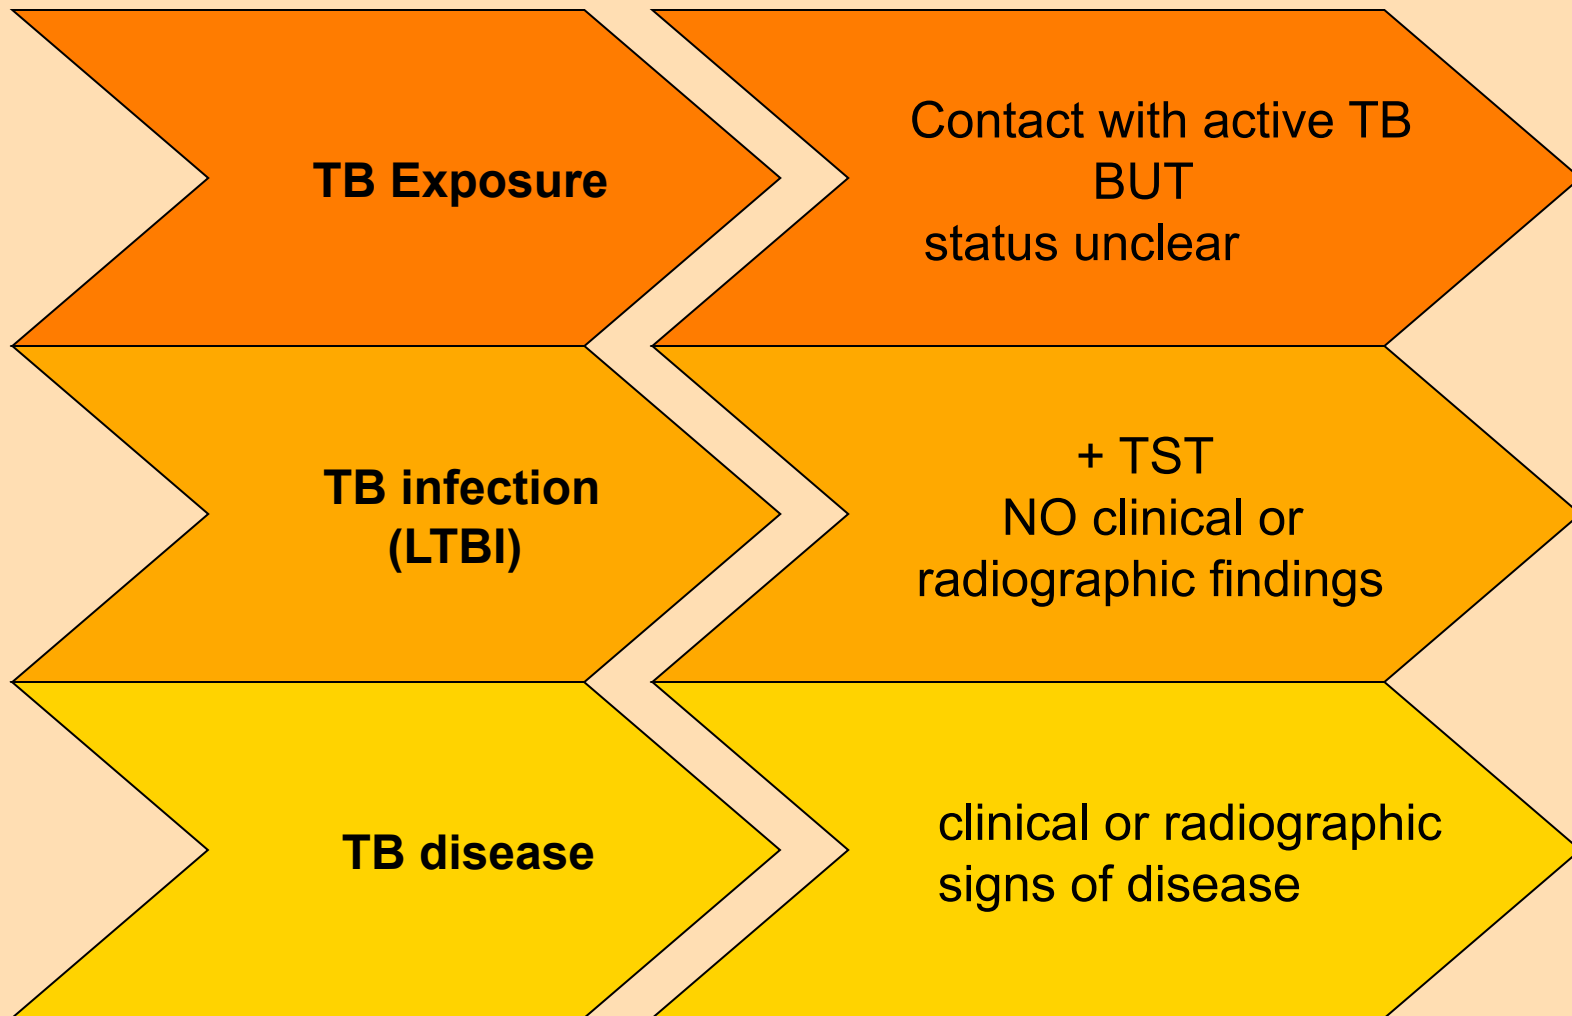 TB Exposure
Contact with active TB
BUT
status unclear
TB infection
(LTBI)
+ TST
NO clinical or
radiographic findings
TB disease
clinical or radiographic
signs of disease